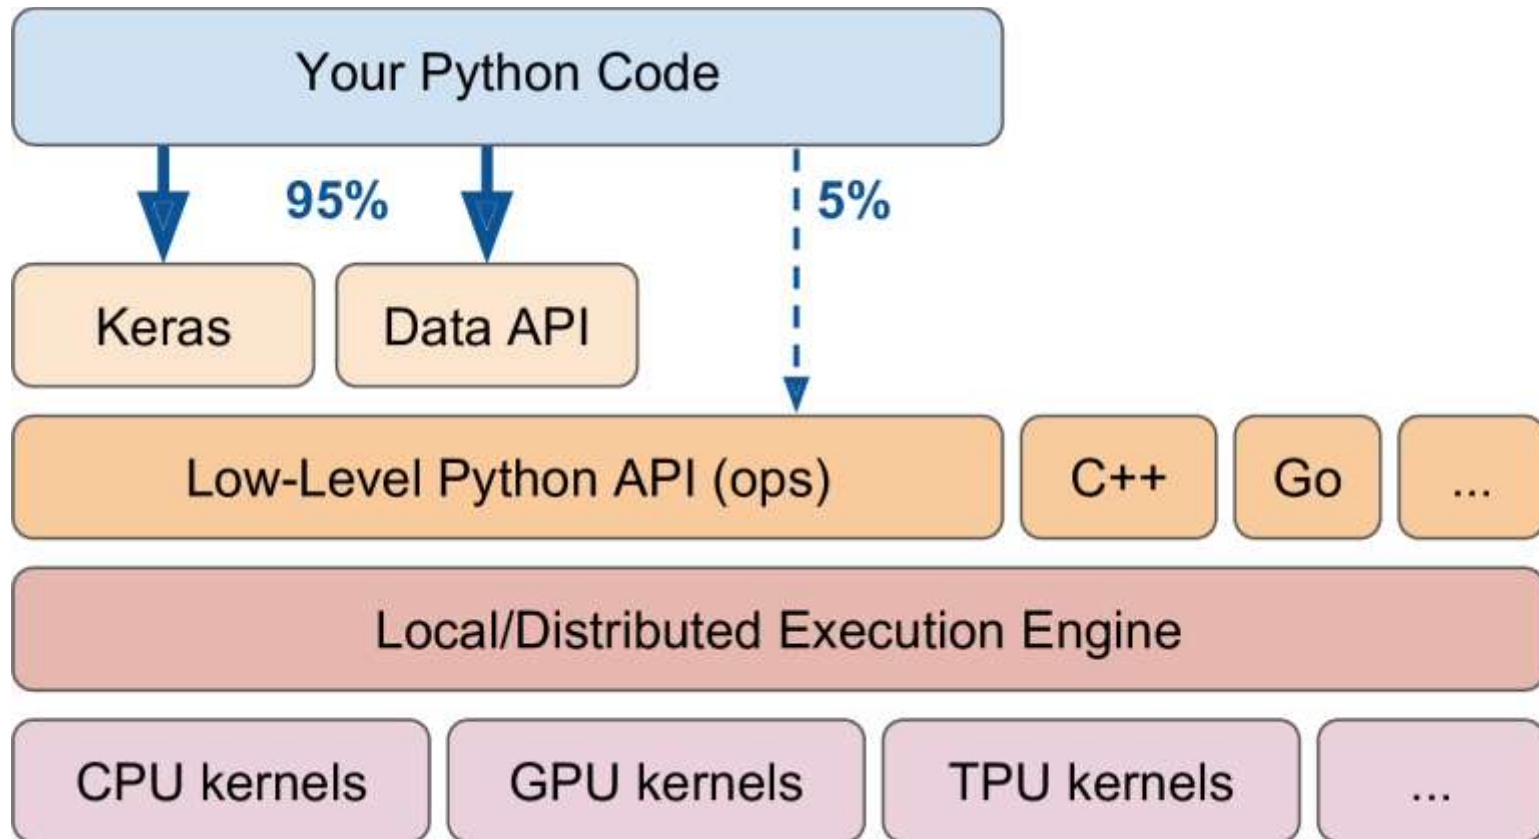 Your Python Code
95%
5%
Keras
Data API
Low-Level Python API (ops)
C++
Go
...
Local/Distributed Execution Engine
CPU kernels
GPU kernels
TPU kernels
...